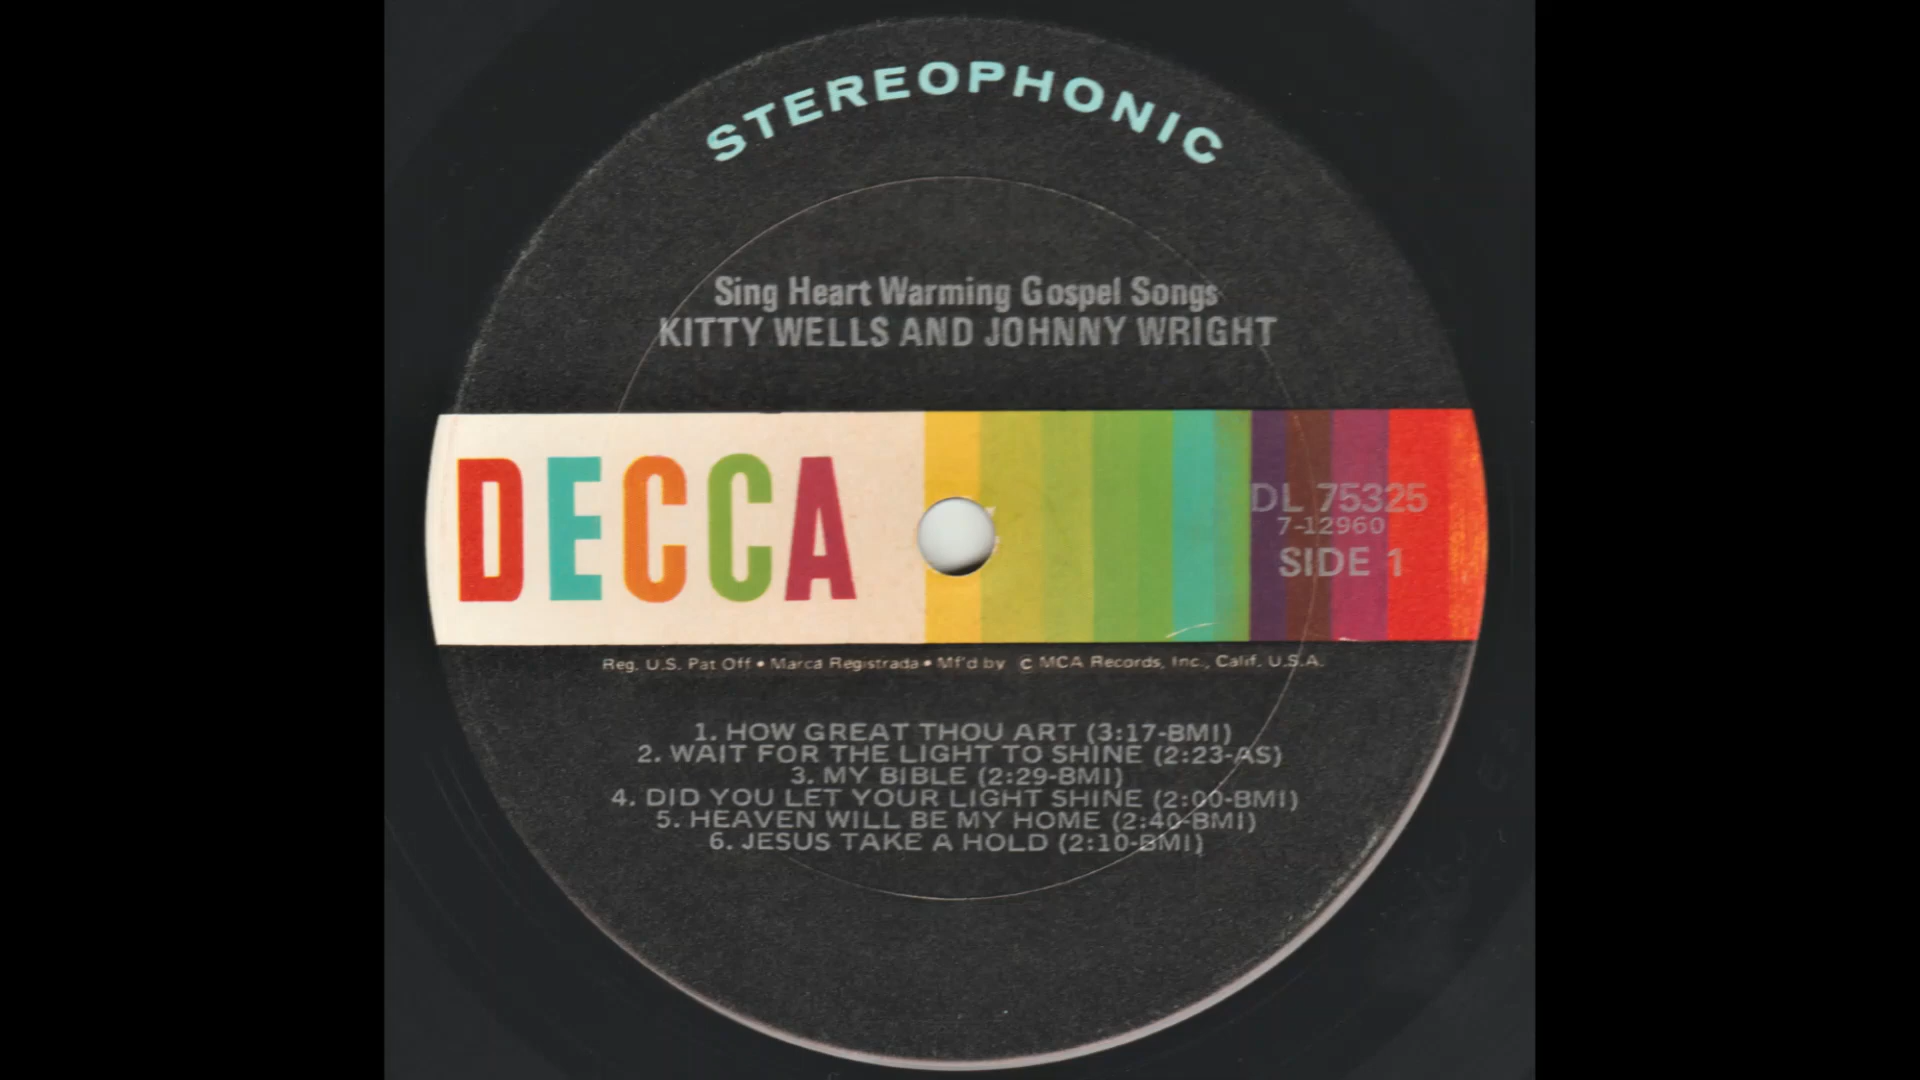 STEREOPHONIC
Sing Heart Warming Gospel Songs
KITTY WELLS AND JOHNNY WRIGHT
DECCA
DL 75325
7-12960
SIDE 1
Reg. U.S. Pat Off • Marca Registrada • Mf'd by © MCA Records, Inc., Calif. U.S.A.
1. HOW GREAT THOU ART (3:17-BMI)
2. WAIT FOR THE LIGHT TO SHINE (2:23-AS)
3. MY BIBLE (2:29-BMI)
4. DID YOU LET YOUR LIGHT SHINE (2:00-BMI)
5. HEAVEN WILL BE MY HOME (2:40-BMI)
6. JESUS TAKE A HOLD (2:10-BMI)